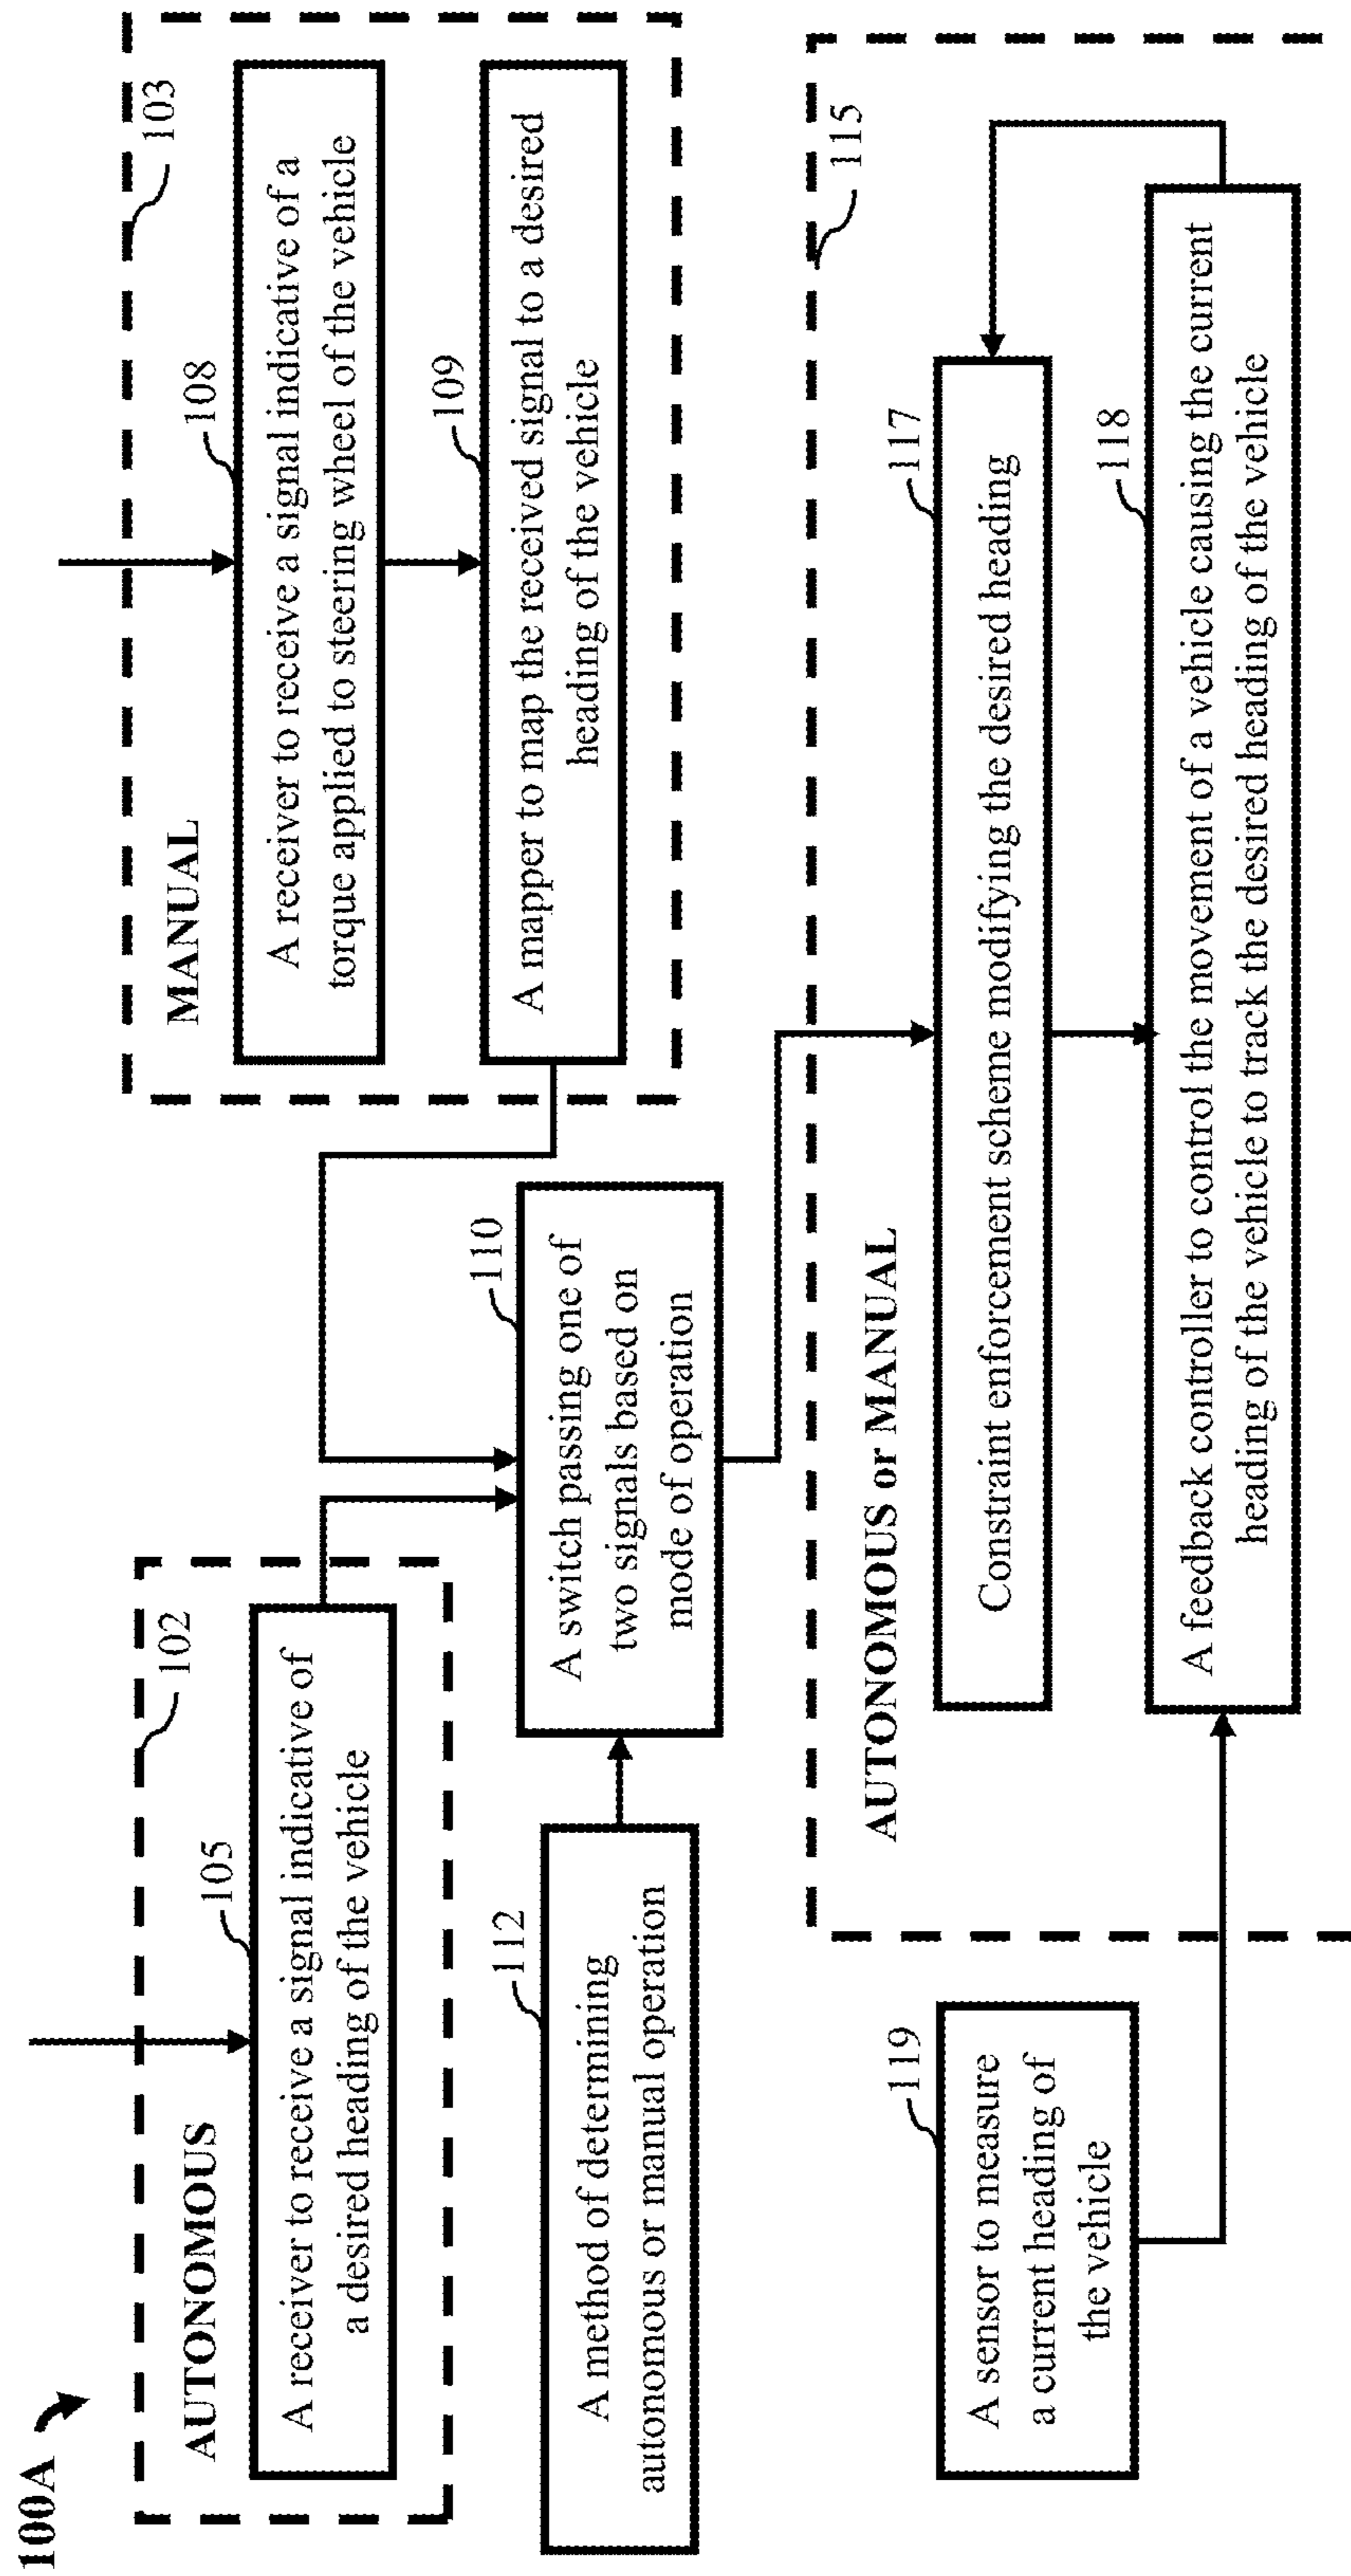 100A
AUTONOMOUS
102
105
A receiver to receive a signal indicative of
a desired heading of the vehicle
MANUAL
103
108
A receiver to receive a signal indicative of a
torque applied to steering wheel of the vehicle
109
A mapper to map the received signal to a desired
heading of the vehicle
112
A method of determining
autonomous or manual operation
110
A switch passing one of
two signals based on
mode of operation
AUTONOMOUS or MANUAL
115
117
Constraint enforcement scheme modifying the desired heading
118
A feedback controller to control the movement of a vehicle causing the current
heading of the vehicle to track the desired heading of the vehicle
119
A sensor to measure
a current heading of
the vehicle